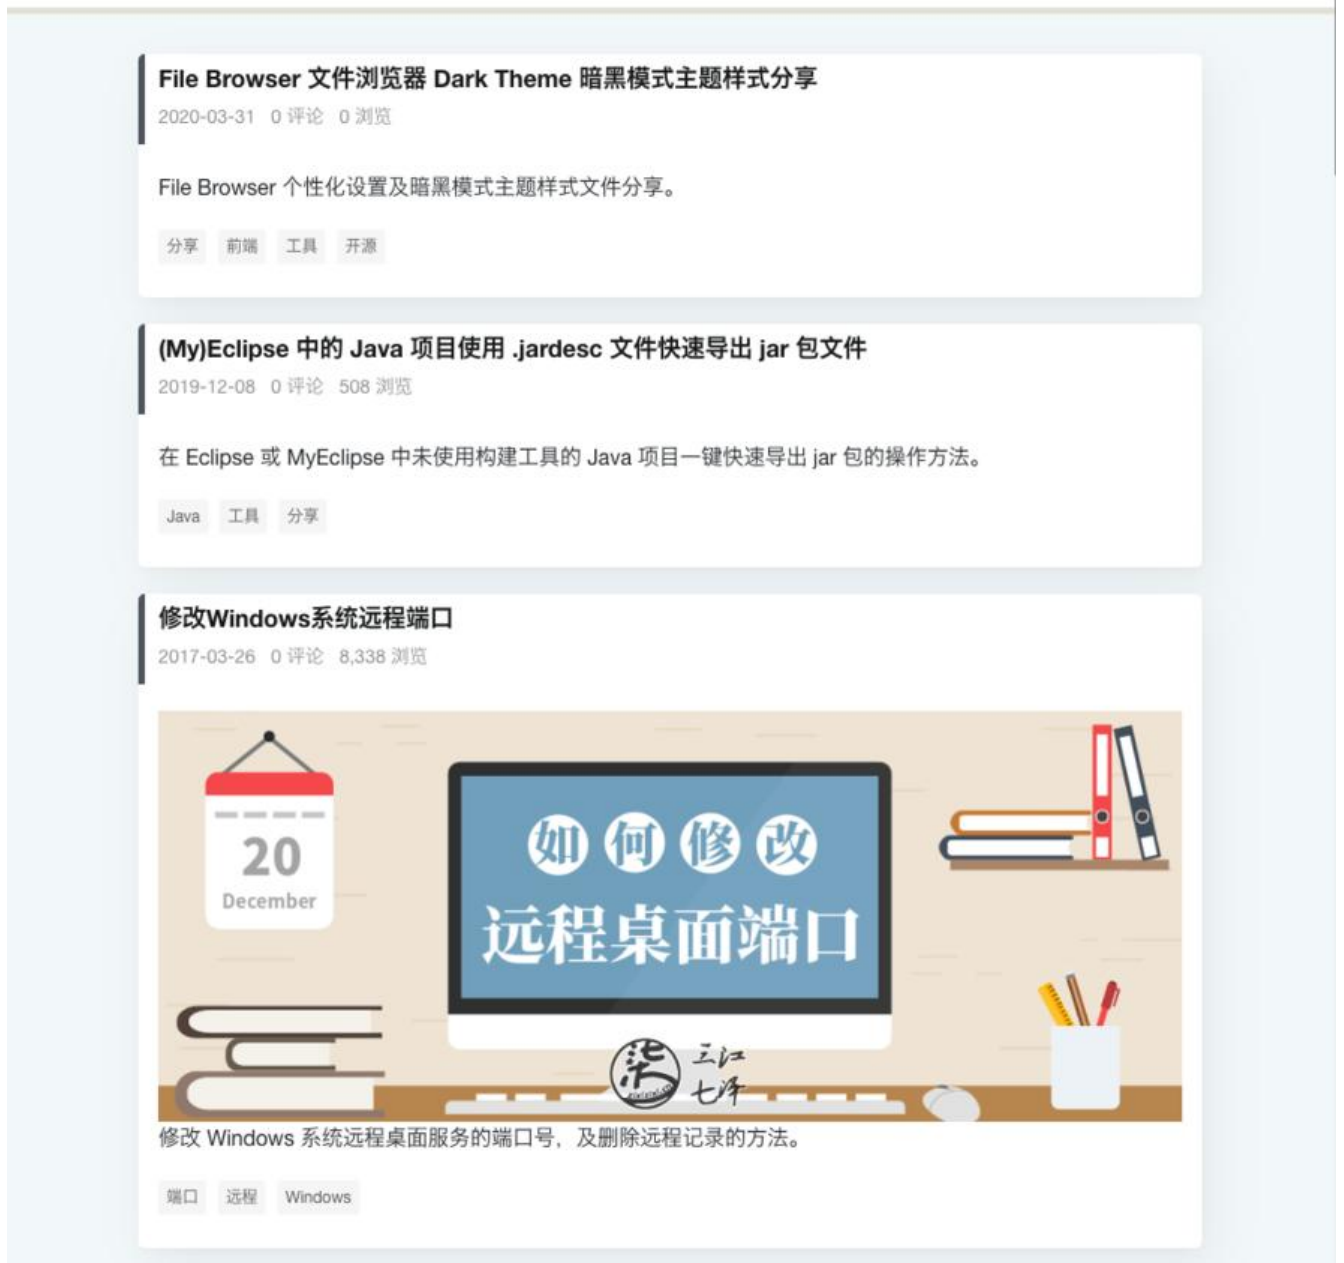 File Browser 文件浏览器 Dark Theme 暗黑模式主题样式分享
2020-03-31 0 评论 0 浏览
File Browser 个性化设置及暗黑模式主题样式文件分享。
分享 前端 工具 开源
(My)Eclipse 中的 Java 项目使用 .jardesc 文件快速导出 jar 包文件
2019-12-08 0 评论 508 浏览
在 Eclipse 或 MyEclipse 中未使用构建工具的 Java 项目一键快速导出 jar 包的操作方法。
Java 工具 分享
修改Windows系统远程端口
2017-03-26 0 评论 8,338 浏览
20
December
如何修改
远程桌面端口
柒
三江
七泽
修改 Windows 系统远程桌面服务的端口号，及删除远程记录的方法。
端口 远程 Windows